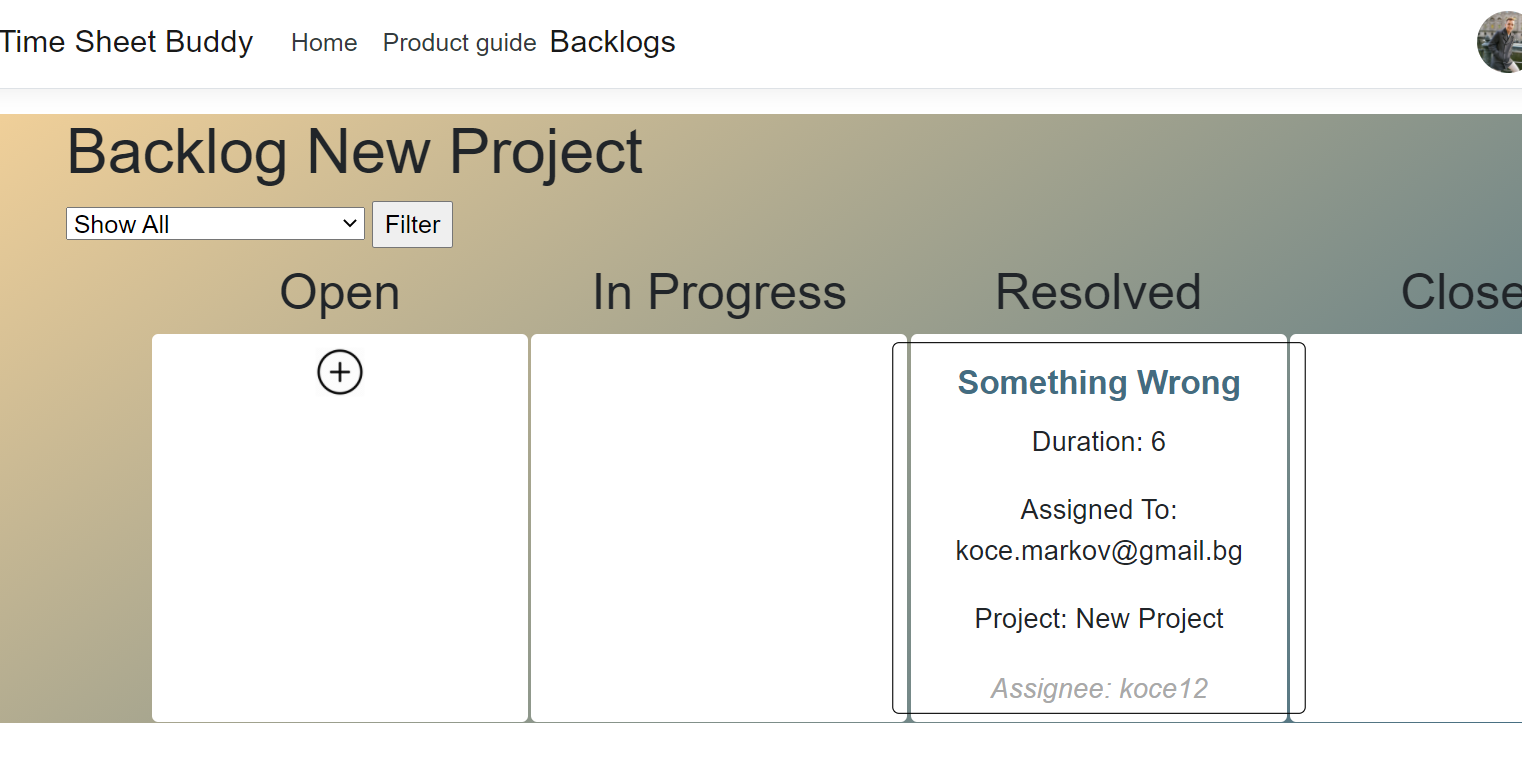 Time Sheet Buddy Home Product guide Backlogs
Backlog New Project
Show All Filter
Open In Progress Resolved Close
Something Wrong
Duration: 6
Assigned To:
koce.markov@gmail.bg
Project: New Project
Assignee: koce12